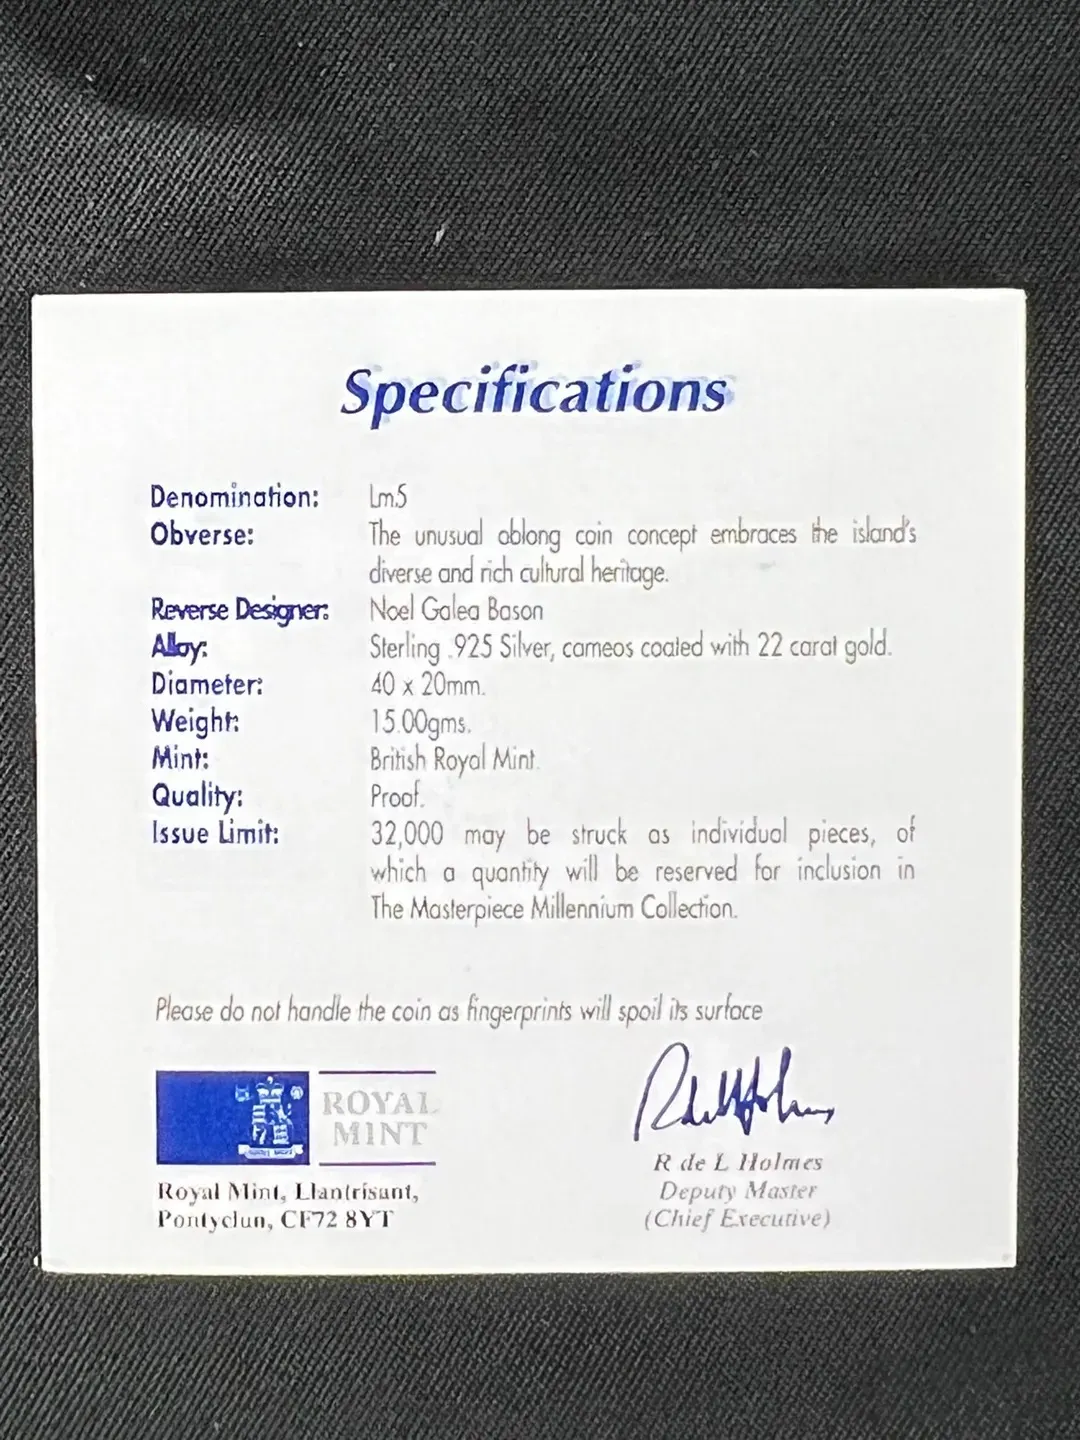 Specifications
Denomination: Lm5
Obverse: The unusual oblong coin concept embraces the island's
diverse and rich cultural heritage.
Reverse Designer: Noel Galea Bason
Alloy: Sterling .925 Silver, cameos coated with 22 carat gold.
Diameter: 40 x 20mm.
Weight: 15.00gms.
Mint: British Royal Mint.
Quality: Proof.
Issue Limit: 32,000 may be struck as individual pieces, of
which a quantity will be reserved for inclusion in
The Masterpiece Millennium Collection.
Please do not handle the coin as fingerprints will spoil its surface
ROYAL
MINT
Royal Mint, Llantrisant,
Pontyclun, CF72 8YT
R de L Holmes
Deputy Master
(Chief Executive)